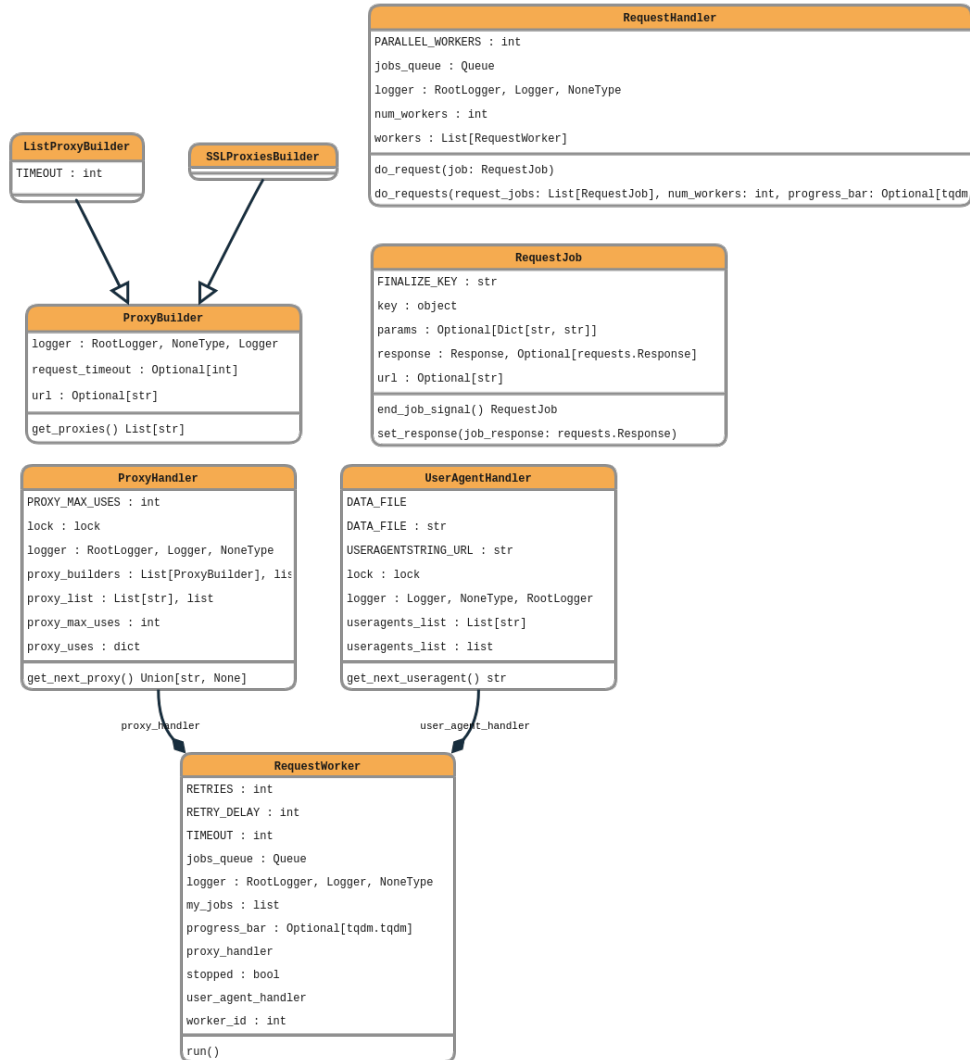 RequestHandler
PARALLEL_WORKERS : int
jobs_queue : Queue
logger : RootLogger, Logger, NoneType
num_workers : int
workers : List[RequestWorker]
do_request(job: RequestJob)
do_requests(request_jobs: List[RequestJob], num_workers: int, progress_bar: Optional[tqdm.
ListProxyBuilder
TIMEOUT : int
SSLProxiesBuilder
RequestJob
FINALIZE_KEY : str
key : object
params : Optional[Dict[str, str]]
response : Response, Optional[requests.Response]
url : Optional[str]
end_job_signal() RequestJob
set_response(job_response: requests.Response)
ProxyBuilder
logger : RootLogger, NoneType, Logger
request_timeout : Optional[int]
url : Optional[str]
get_proxies() List[str]
ProxyHandler
PROXY_MAX_USES : int
lock : lock
logger : RootLogger, Logger, NoneType
proxy_builders : List[ProxyBuilder], lis
proxy_list : List[str], list
proxy_max_uses : int
proxy_uses : dict
get_next_proxy() Union[str, None]
UserAgentHandler
DATA_FILE
DATA_FILE : str
USERAGENTSTRING_URL : str
lock : lock
logger : Logger, NoneType, RootLogger
useragents_list : List[str]
useragents_list : list
get_next_useragent() str
proxy_handler
user_agent_handler
RequestWorker
RETRIES : int
RETRY_DELAY : int
TIMEOUT : int
jobs_queue : Queue
logger : RootLogger, Logger, NoneType
my_jobs : list
progress_bar : Optional[tqdm.tqdm]
proxy_handler
stopped : bool
user_agent_handler
worker_id : int
run()